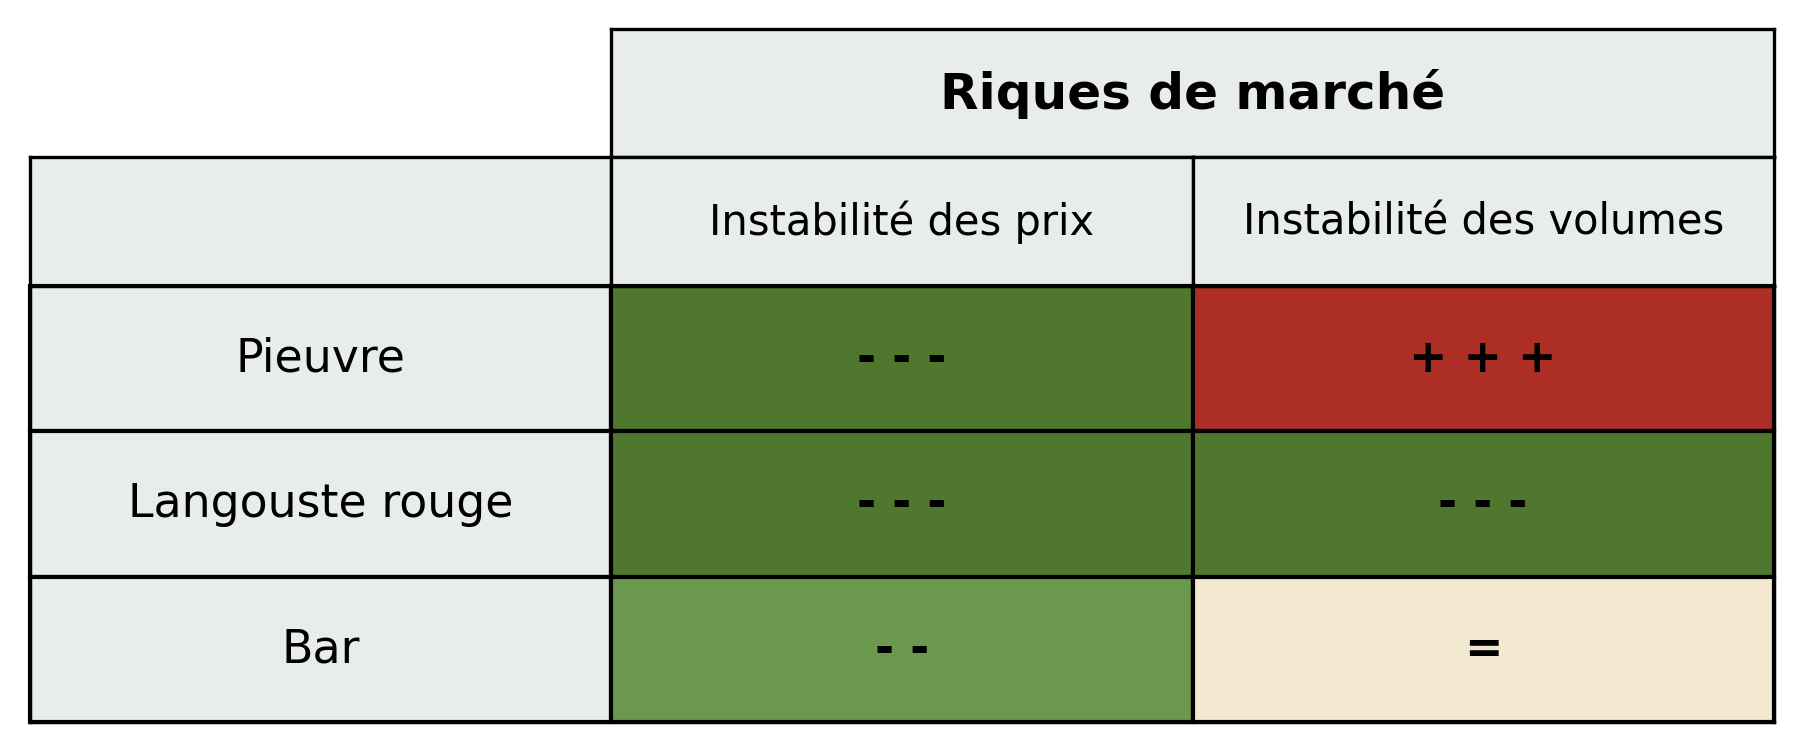 Riques de marché
Instabilité des prix
Instabilité des volumes
Pieuvre
- - -
+ + +
Langouste rouge
- - -
- - -
Bar
- -
=